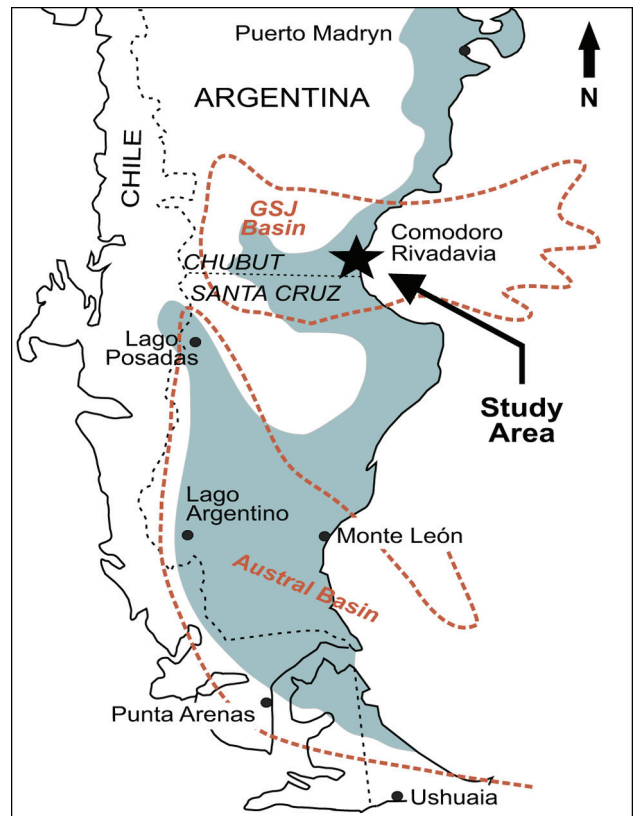 Puerto Madryn
N
ARGENTINA
CHILE
GSJ
Basin
Comodoro
Rivadavia
CHUBUT
SANTA CRUZ
Lago
Posadas
Study
Area
Lago
Argentino
Monte León
Austral Basin
Punta Arenas
Ushuaia